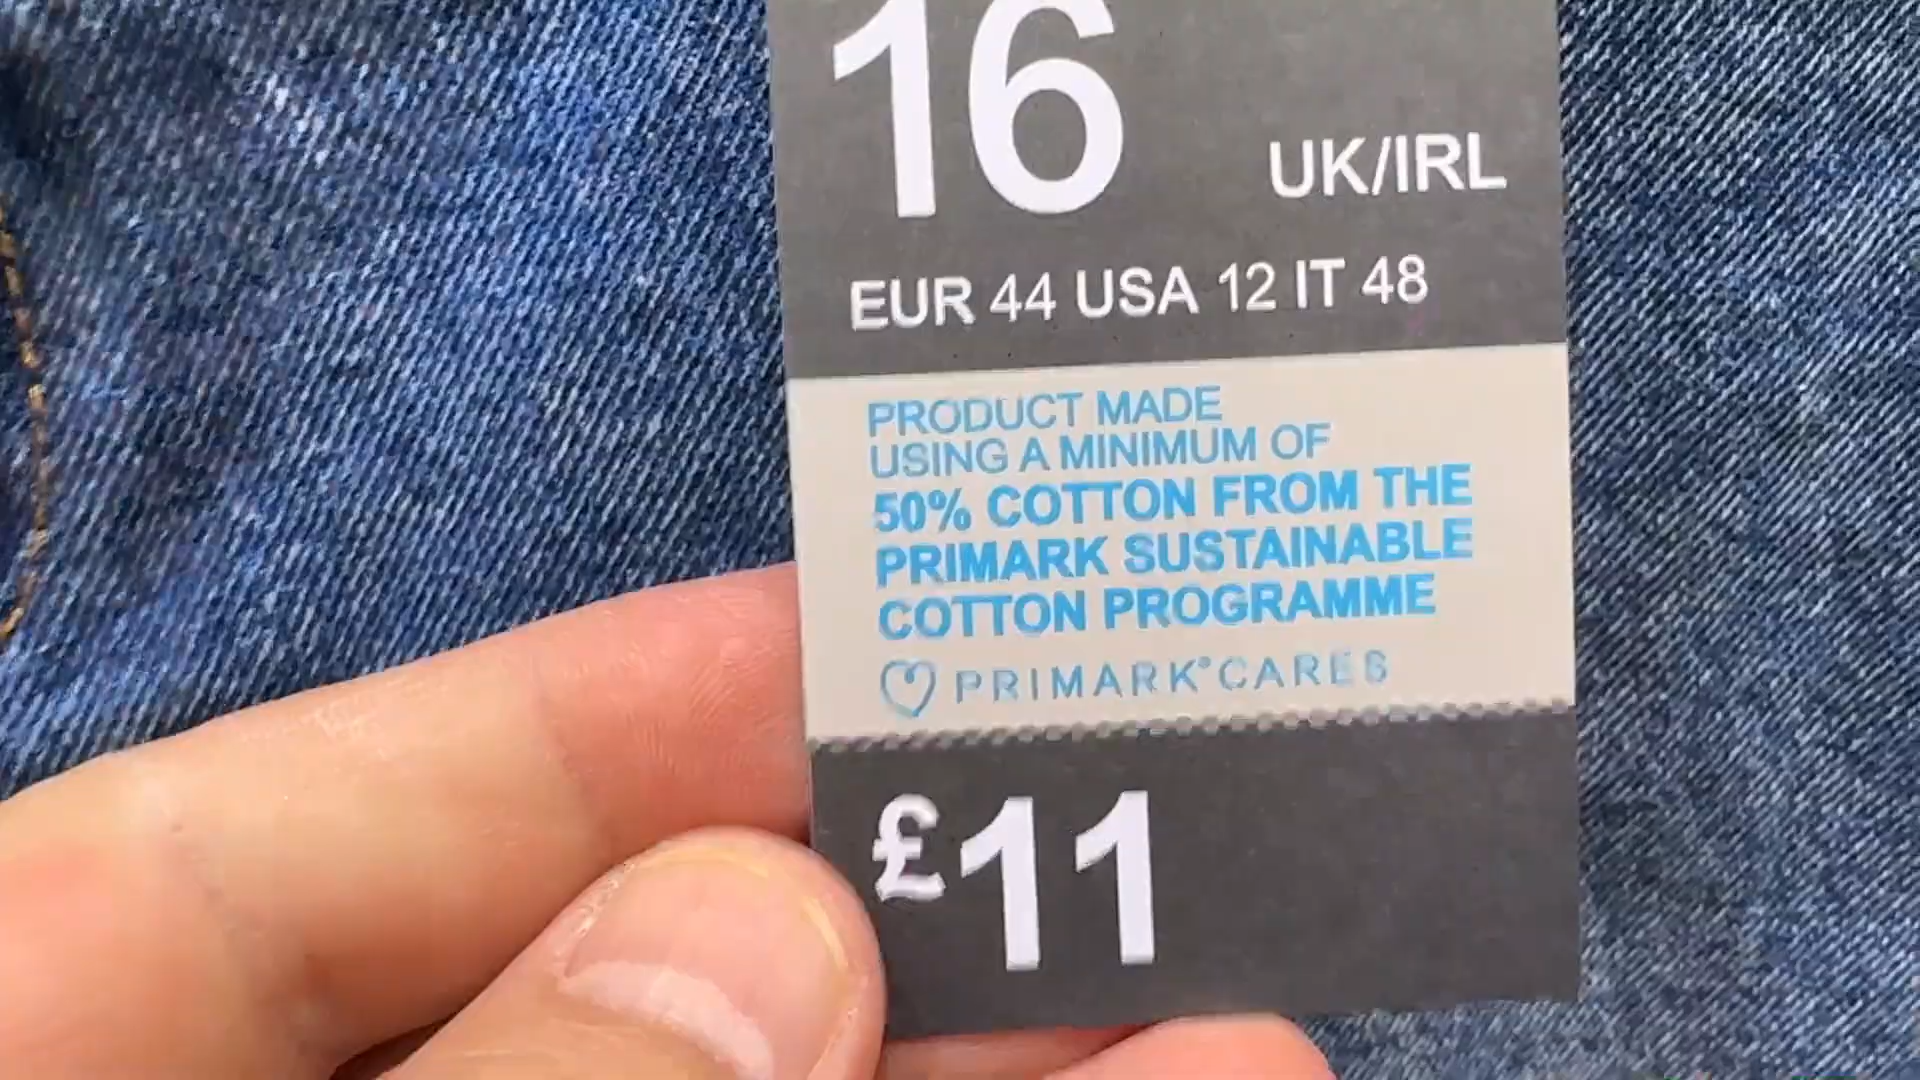 16 UK/IRL
EUR 44 USA 12 IT 48
PRODUCT MADE
USING A MINIMUM OF
50% COTTON FROM THE
PRIMARK SUSTAINABLE
COTTON PROGRAMME
PRIMARK®CARES
£11